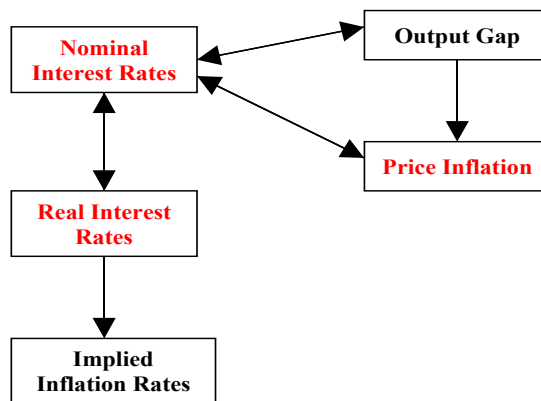 Nominal
Interest Rates
Output Gap
Price Inflation
Real Interest
Rates
Implied
Inflation Rates